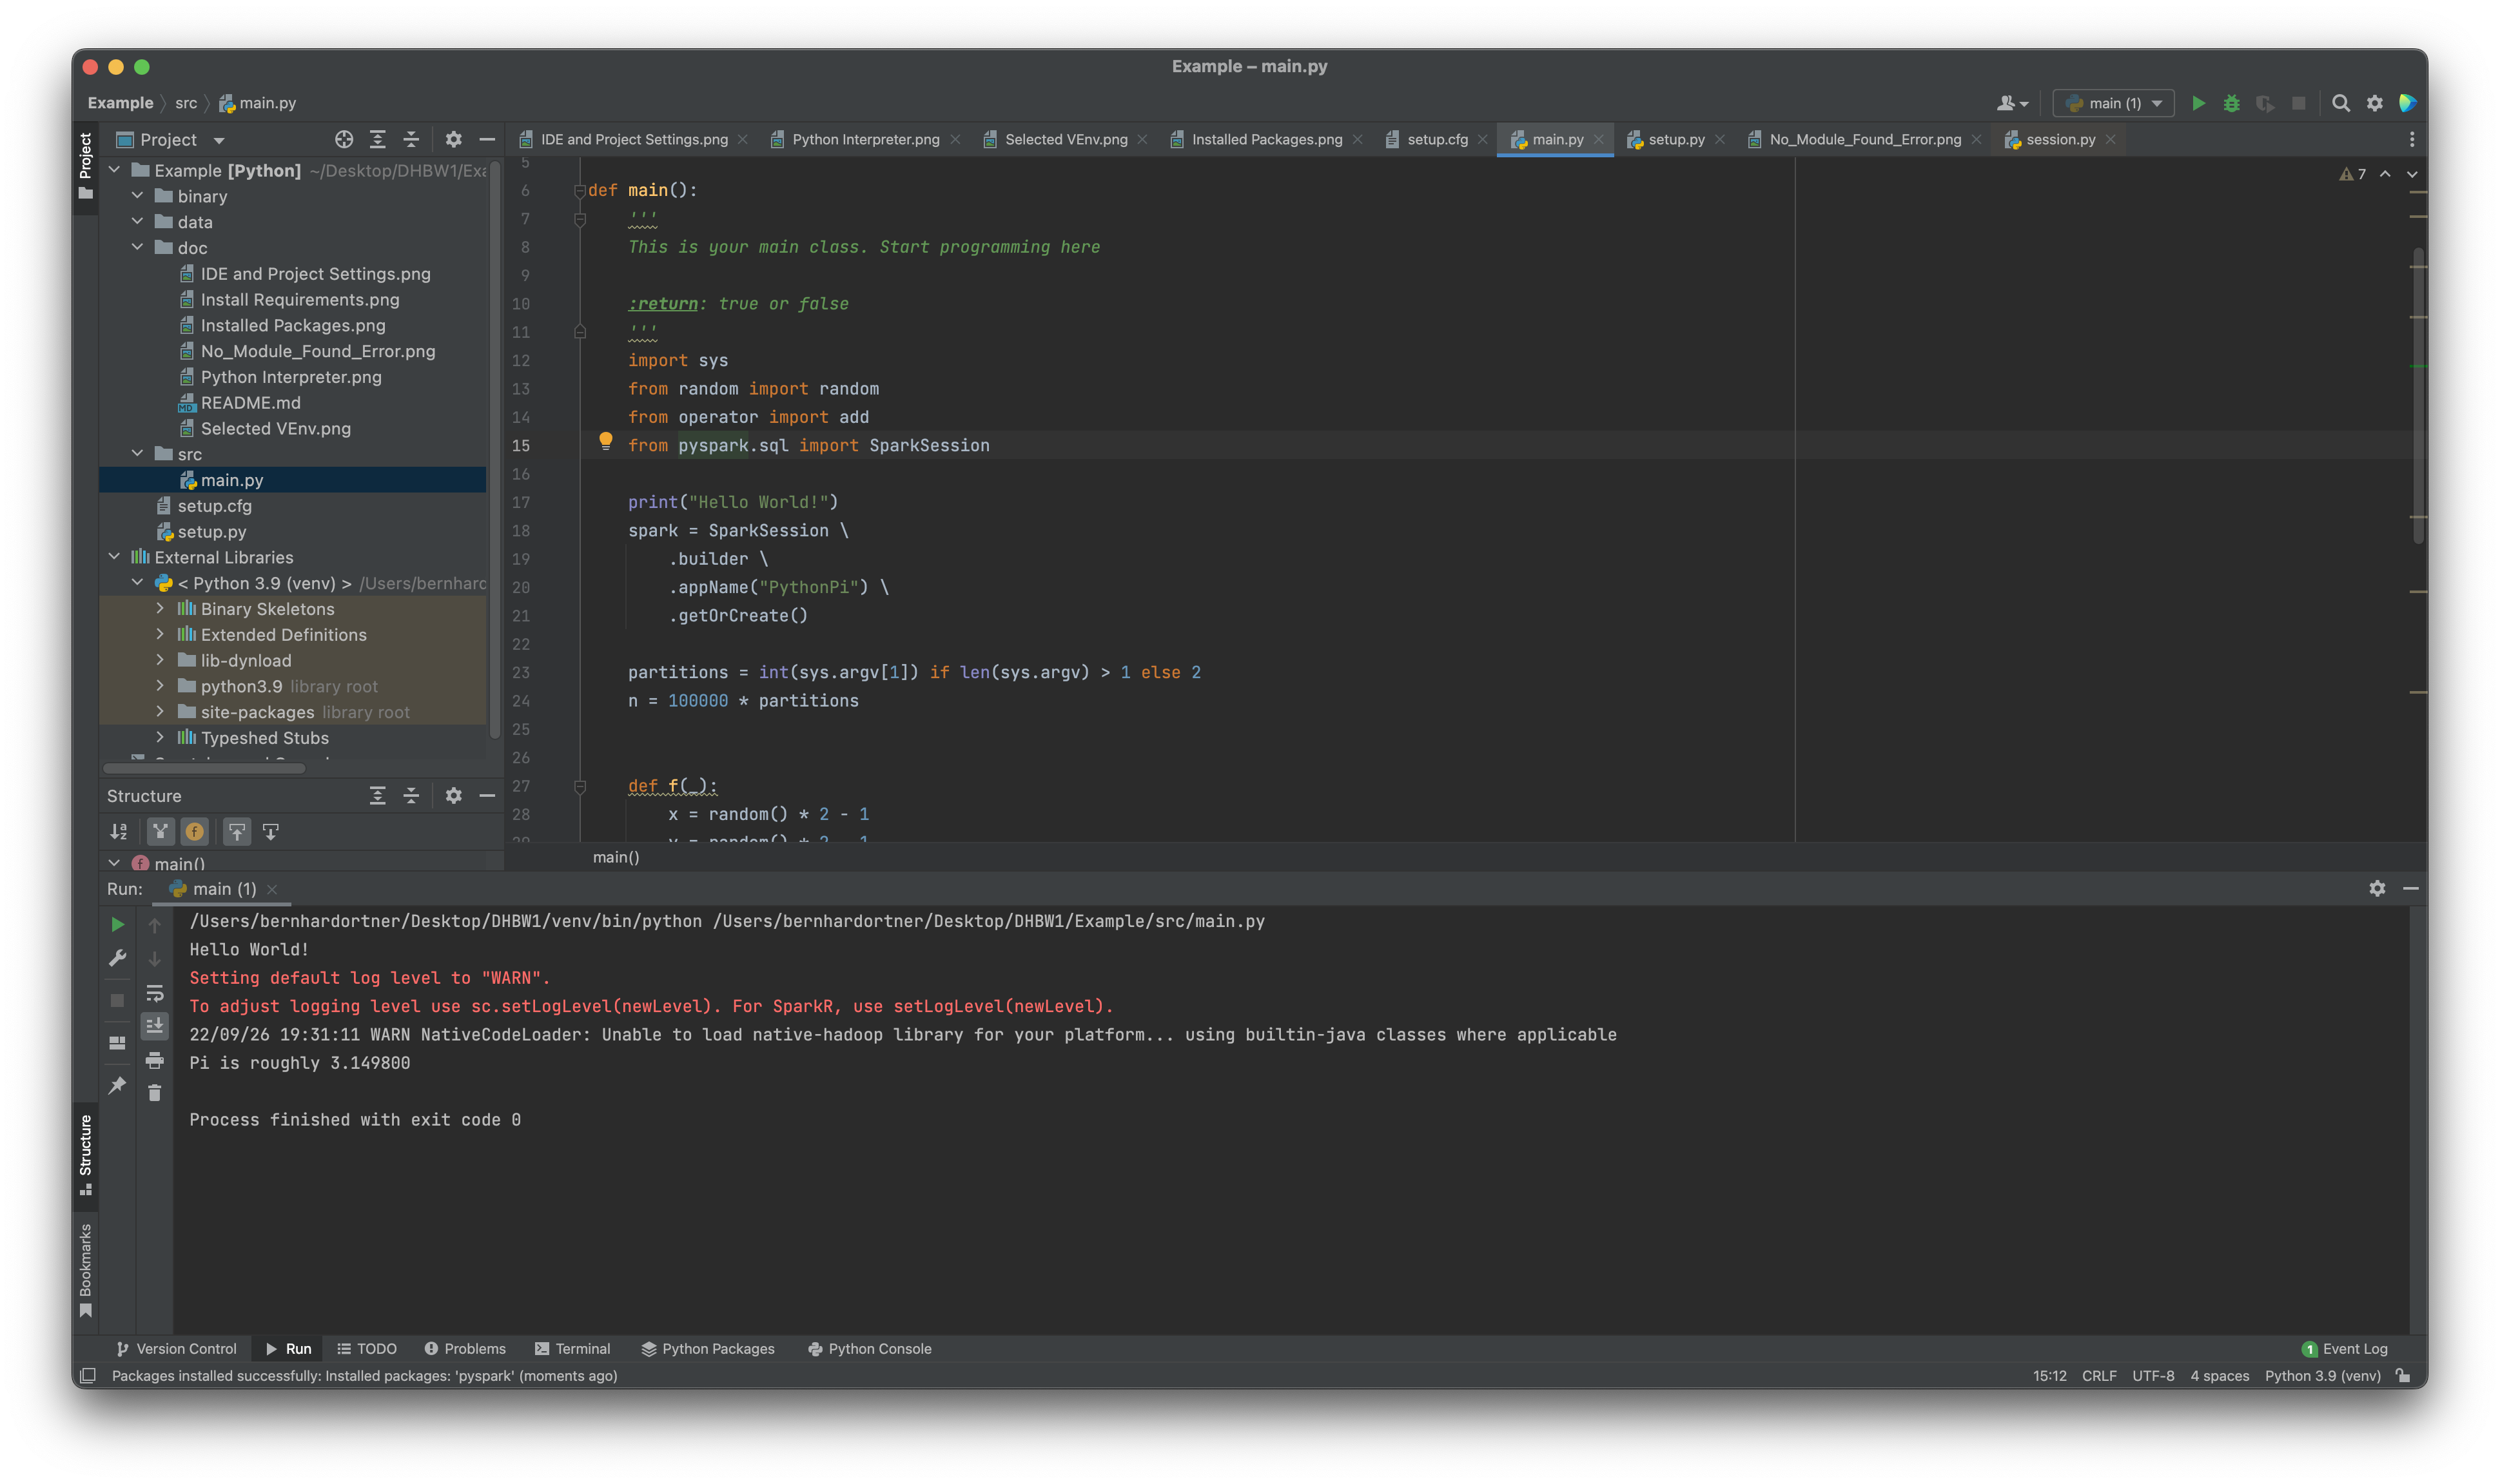 Example – main.py
Example src main.py
main (1)
Project
Project
IDE and Project Settings.png Python Interpreter.png Selected VEnv.png Installed Packages.png setup.cfg main.py setup.py No_Module_Found_Error.png session.py
Example [Python] ~/Desktop/DHBW1/Exa
binary
data
doc
IDE and Project Settings.png
Install Requirements.png
Installed Packages.png
No_Module_Found_Error.png
Python Interpreter.png
README.md
Selected VEnv.png
src
main.py
setup.cfg
setup.py
External Libraries
< Python 3.9 (venv) > /Users/bernhard
Binary Skeletons
Extended Definitions
lib-dynload
python3.9 library root
site-packages library root
Typeshed Stubs
Structure
main()
7
5
6 def main():
7 '''
8 This is your main class. Start programming here
9
10 :return: true or false
11 '''
12 import sys
13 from random import random
14 from operator import add
15 from pyspark.sql import SparkSession
16
17 print("Hello World!")
18 spark = SparkSession \
19 .builder \
20 .appName("PythonPi") \
21 .getOrCreate()
22
23 partitions = int(sys.argv[1]) if len(sys.argv) > 1 else 2
24 n = 100000 * partitions
25
26
27 def f(_):
28 x = random() * 2 - 1
29 y = random() * 2 - 1
main()
Run: main (1)
/Users/bernhardortner/Desktop/DHBW1/venv/bin/python /Users/bernhardortner/Desktop/DHBW1/Example/src/main.py
Hello World!
Setting default log level to "WARN".
To adjust logging level use sc.setLogLevel(newLevel). For SparkR, use setLogLevel(newLevel).
22/09/26 19:31:11 WARN NativeCodeLoader: Unable to load native-hadoop library for your platform... using builtin-java classes where applicable
Pi is roughly 3.149800
Process finished with exit code 0
Structure
Bookmarks
Version Control Run TODO Problems Terminal Python Packages Python Console 1 Event Log
Packages installed successfully: Installed packages: 'pyspark' (moments ago) 15:12 CRLF UTF-8 4 spaces Python 3.9 (venv)